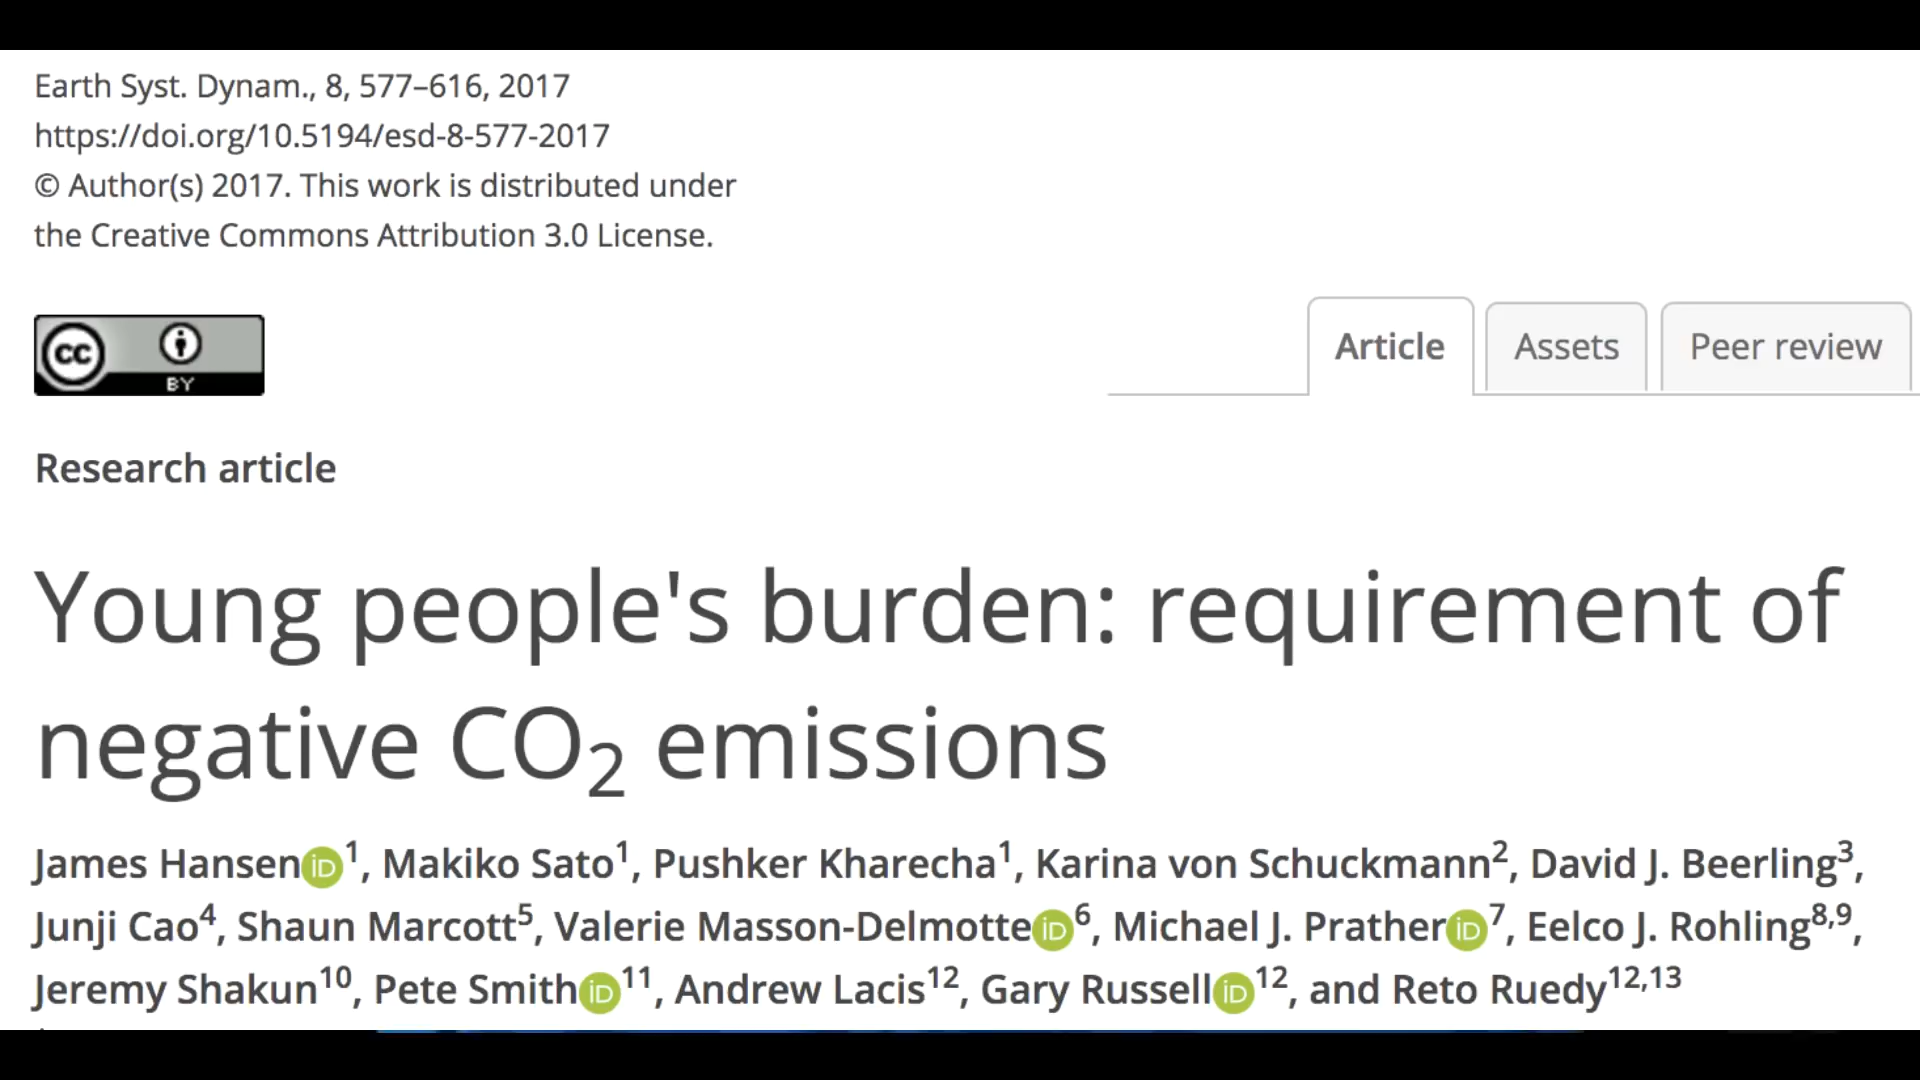 Earth Syst. Dynam., 8, 577–616, 2017
https://doi.org/10.5194/esd-8-577-2017
© Author(s) 2017. This work is distributed under
the Creative Commons Attribution 3.0 License.
cc BY
Article Assets Peer review
Research article
Young people's burden: requirement of
negative CO₂ emissions
James Hansen iD ¹, Makiko Sato¹, Pushker Kharecha¹, Karina von Schuckmann², David J. Beerling³,
Junji Cao⁴, Shaun Marcott⁵, Valerie Masson-Delmotte iD ⁶, Michael J. Prather iD ⁷, Eelco J. Rohling⁸,⁹,
Jeremy Shakun¹⁰, Pete Smith iD ¹¹, Andrew Lacis¹², Gary Russell iD ¹², and Reto Ruedy¹²,¹³